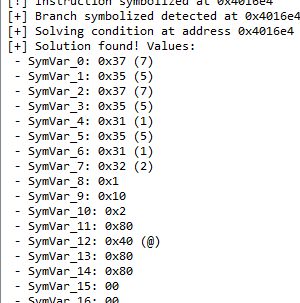 [!] Instruction symbolized at 0x4016e4
[+] Branch symbolized detected at 0x4016e4
[+] Solving condition at address 0x4016e4
[+] Solution found! Values:
- SymVar_0: 0x37 (7)
- SymVar_1: 0x35 (5)
- SymVar_2: 0x37 (7)
- SymVar_3: 0x35 (5)
- SymVar_4: 0x31 (1)
- SymVar_5: 0x35 (5)
- SymVar_6: 0x31 (1)
- SymVar_7: 0x32 (2)
- SymVar_8: 0x1
- SymVar_9: 0x10
- SymVar_10: 0x2
- SymVar_11: 0x80
- SymVar_12: 0x40 (@)
- SymVar_13: 0x80
- SymVar_14: 0x80
- SymVar_15: 00
- SymVar_16: 00